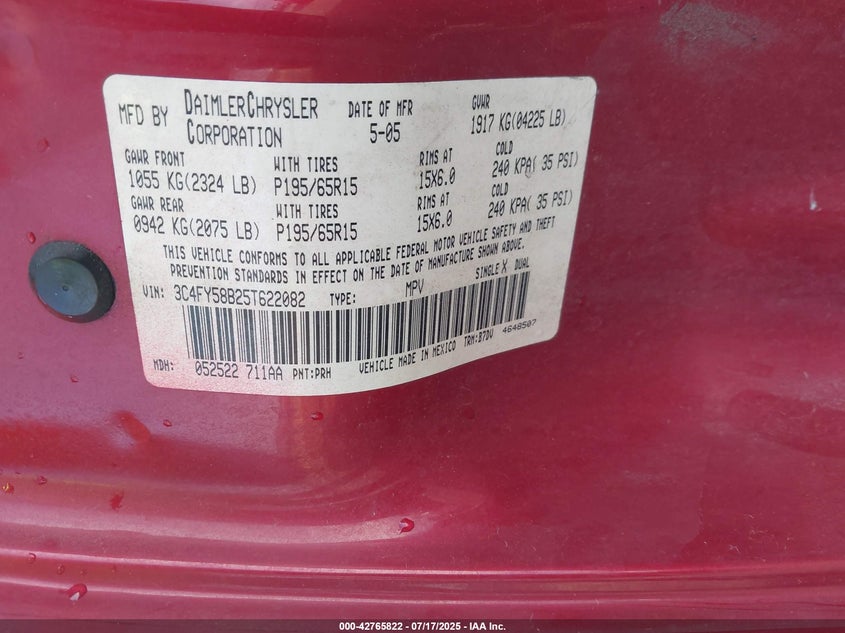 MFD BY DAIMLERCHRYSLER CORPORATION DATE OF MFR 5-05 GVWR 1917 KG(04225 LB)
GAWR FRONT WITH TIRES RIMS AT COLD
1055 KG(2324 LB) P195/65R15 15X6.0 240 KPA( 35 PSI)
GAWR REAR WITH TIRES RIMS AT COLD
0942 KG(2075 LB) P195/65R15 15X6.0 240 KPA( 35 PSI)
THIS VEHICLE CONFORMS TO ALL APPLICABLE FEDERAL MOTOR VEHICLE SAFETY AND THEFT
PREVENTION STANDARDS IN EFFECT ON THE DATE OF MANUFACTURE SHOWN ABOVE.
VIN: 3C4FY58B25T622082 TYPE: MPV SINGLE X DUAL
MDH: 052522 711AA PNT:PRH VEHICLE MADE IN MEXICO TRM:B7DV 4648507
000-42765822 | 07/17/2025 - IAA Inc.